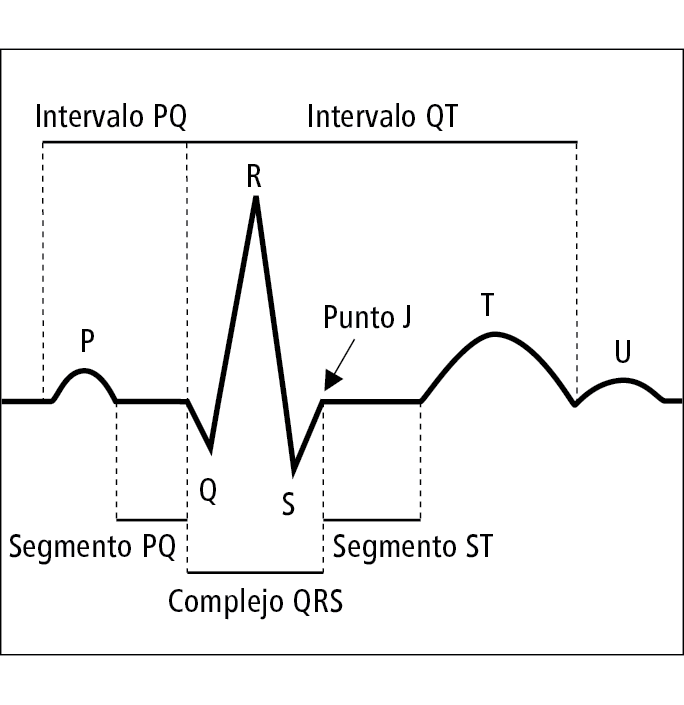 Intervalo PQ
Intervalo QT
R
Punto J
T
P
U
Q
S
Segmento PQ
Segmento ST
Complejo QRS